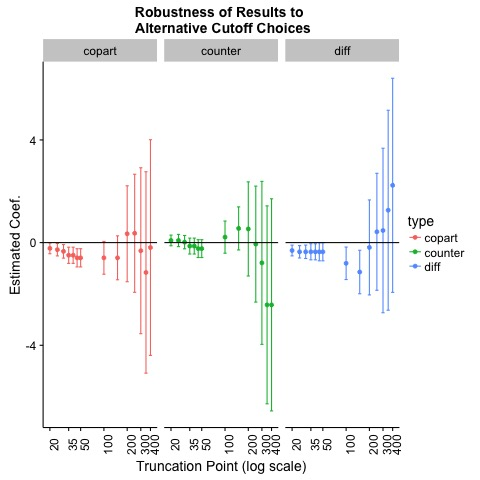 Robustness of Results to
Alternative Cutoff Choices
copart counter diff
Estimated Coef.
4
0
-4
20 35 50 100 200 300 400 20 35 50 100 200 300 400 20 35 50 100 200 300 400
Truncation Point (log scale)
type
copart
counter
diff